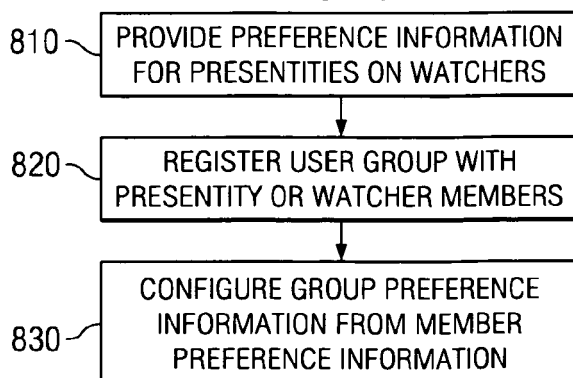 810
PROVIDE PREFERENCE INFORMATION
FOR PRESENTITIES ON WATCHERS
820
REGISTER USER GROUP WITH
PRESENTITY OR WATCHER MEMBERS
830
CONFIGURE GROUP PREFERENCE
INFORMATION FROM MEMBER
PREFERENCE INFORMATION